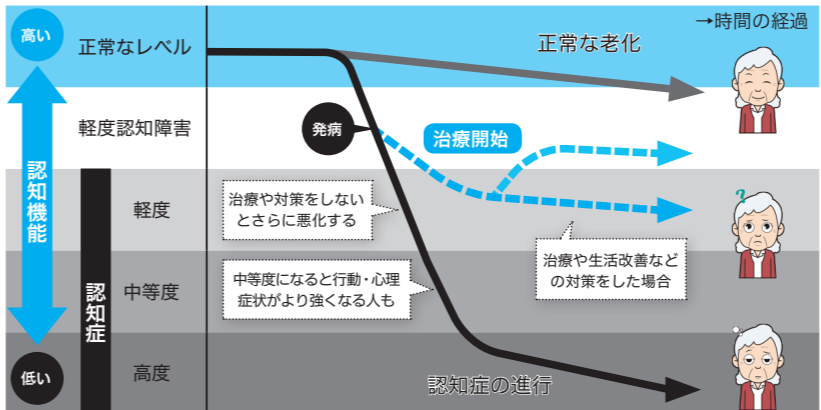 高い
正常なレベル
正常な老化
→時間の経過
軽度認知障害
発病
治療開始
認知機能
認知症
軽度
治療や対策をしない
とさらに悪化する
?
治療や生活改善など
の対策をした場合
中等度
中等度になると行動・心理
症状がより強くなる人も
低い
高度
認知症の進行